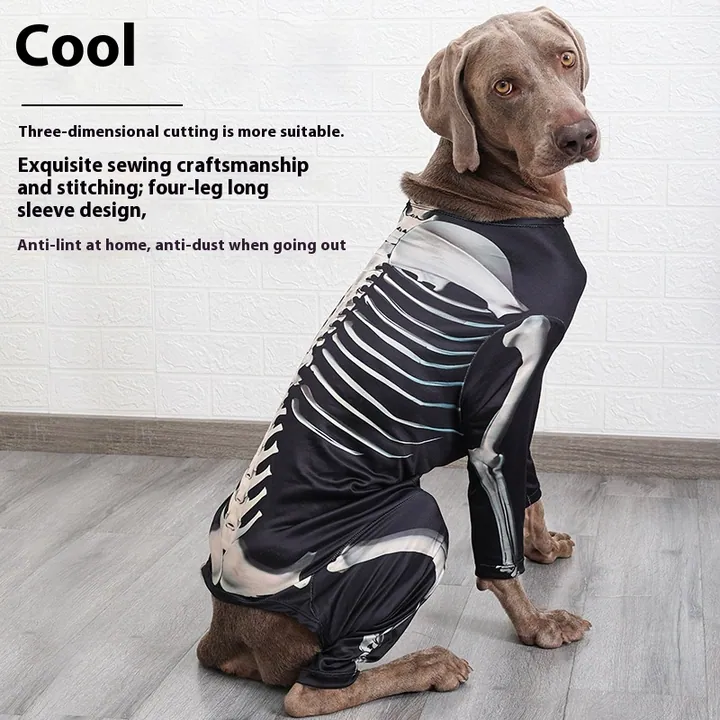 Cool
Three-dimensional cutting is more suitable.
Exquisite sewing craftsmanship
and stitching; four-leg long
sleeve design,
Anti-lint at home, anti-dust when going out